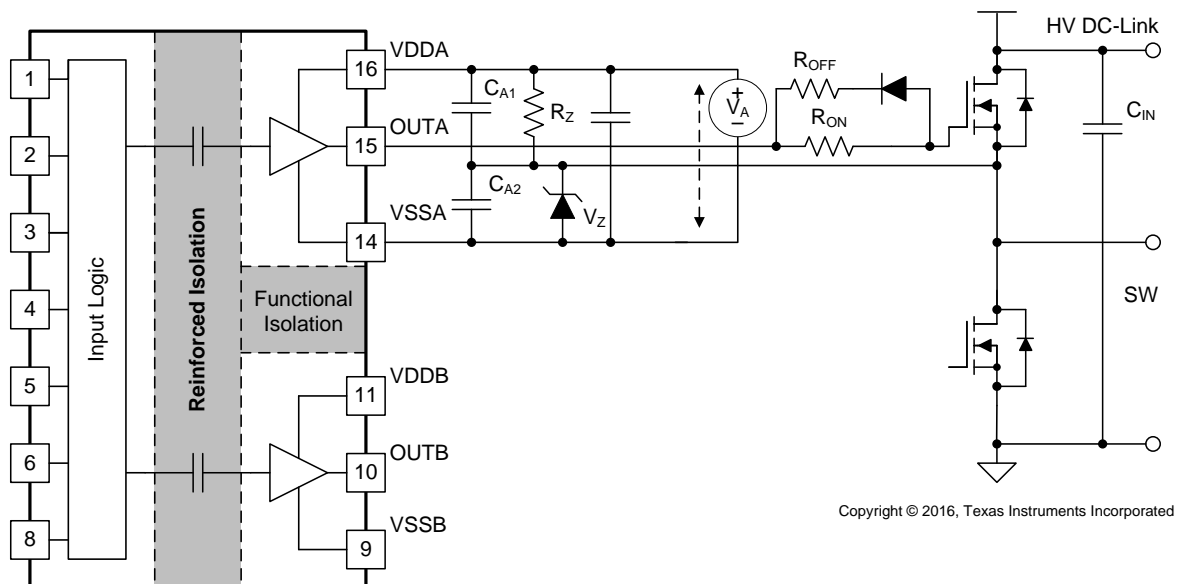 1
2
3
4
5
6
8
Input Logic
Reinforced Isolation
Functional
Isolation
16
15
14
11
10
9
VDDA
OUTA
VSSA
VDDB
OUTB
VSSB
CA1
CA2
RZ
VZ
+
VA
−
ROFF
RON
HV DC-Link
CIN
SW
Copyright © 2016, Texas Instruments Incorporated